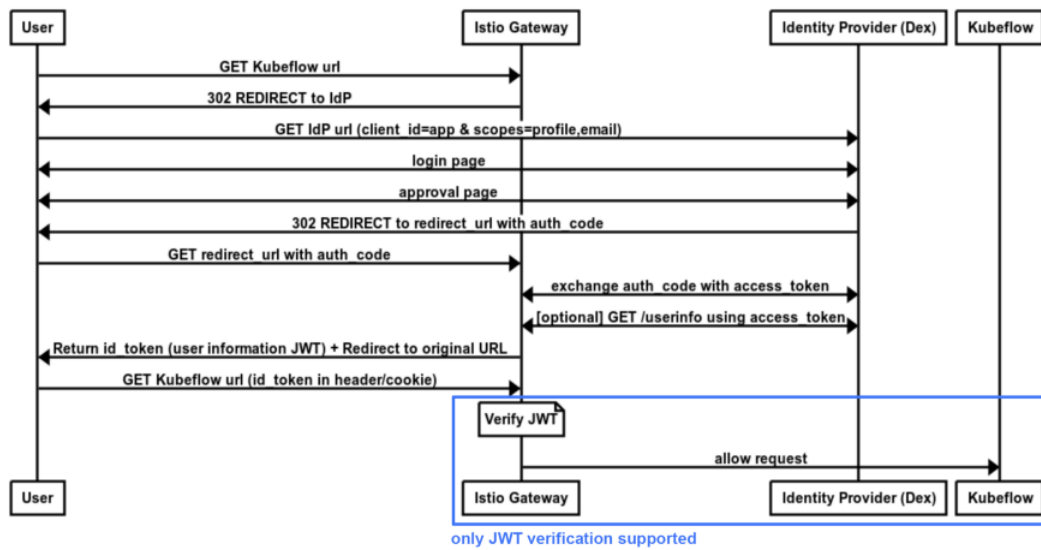 User
Istio Gateway
Identity Provider (Dex)
Kubeflow
GET Kubeflow url
302 REDIRECT to IdP
GET IdP url (client_id=app & scopes=profile,email)
login page
approval page
302 REDIRECT to redirect_url with auth_code
GET redirect_url with auth_code
exchange auth_code with access_token
[optional] GET /userinfo using access_token
Return id_token (user information JWT) + Redirect to original URL
GET Kubeflow url (id_token in header/cookie)
Verify JWT
allow request
User
Istio Gateway
Identity Provider (Dex)
Kubeflow
only JWT verification supported